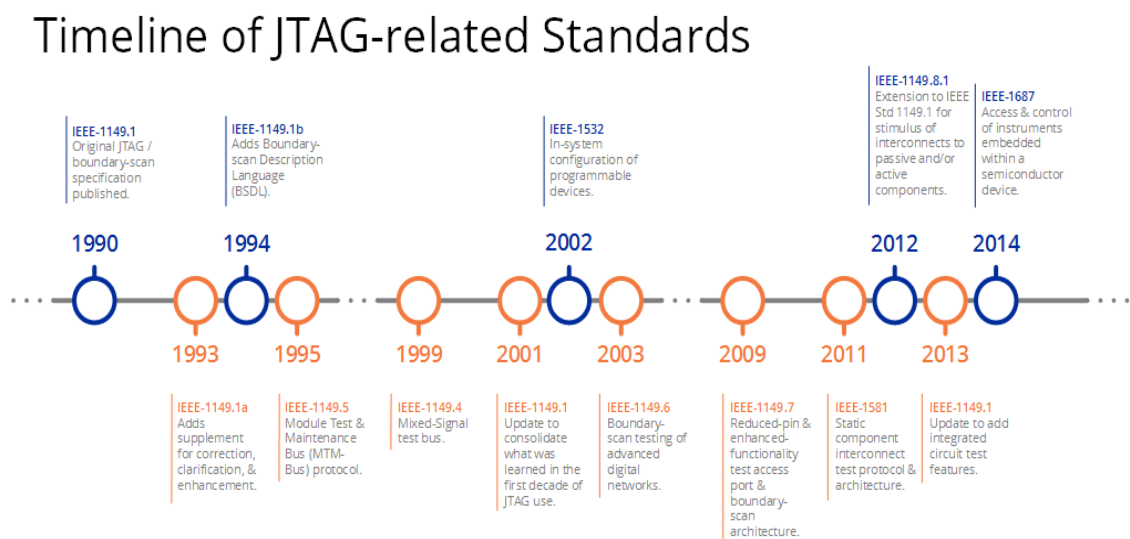 Timeline of JTAG-related Standards
IEEE-1149.1
Original JTAG /
boundary-scan
specification
published.
IEEE-1149.1b
Adds Boundary-
scan Description
Language
(BSDL).
IEEE-1532
In-system
configuration of
programmable
devices.
IEEE-1149.8.1
Extension to IEEE
Std 1149.1 for
stimulus of
interconnects to
passive and/or
active
components.
IEEE-1687
Access & control
of instruments
embedded
within a
semiconductor
device.
1990
1994
2002
2012
2014
1993
1995
1999
2001
2003
2009
2011
2013
IEEE-1149.1a
Adds
supplement
for correction,
clarification, &
enhancement.
IEEE-1149.5
Module Test &
Maintenance
Bus (MTM-
Bus) protocol.
IEEE-1149.4
Mixed-Signal
test bus.
IEEE-1149.1
Update to
consolidate
what was
learned in the
first decade of
JTAG use.
IEEE-1149.6
Boundary-
scan testing of
advanced
digital
networks.
IEEE-1149.7
Reduced-pin &
enhanced-
functionality
test access
port &
boundary-
scan
architecture.
IEEE-1581
Static
component
interconnect
test protocol &
architecture.
IEEE-1149.1
Update to add
integrated
circuit test
features.